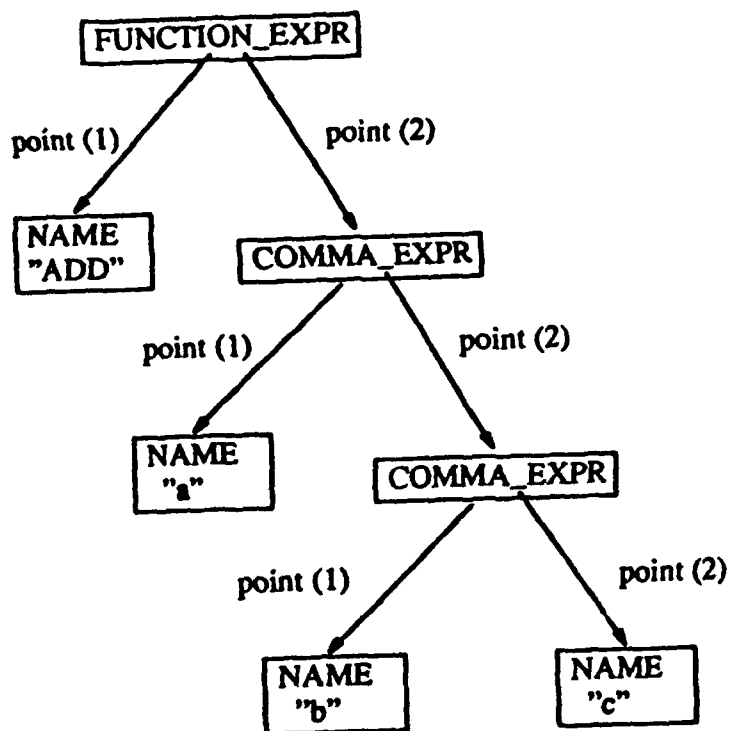 FUNCTION_EXPR
point (1)
point (2)
NAME
"ADD"
COMMA_EXPR
point (1)
point (2)
NAME
"a"
COMMA_EXPR
point (1)
point (2)
NAME
"b"
NAME
"c"